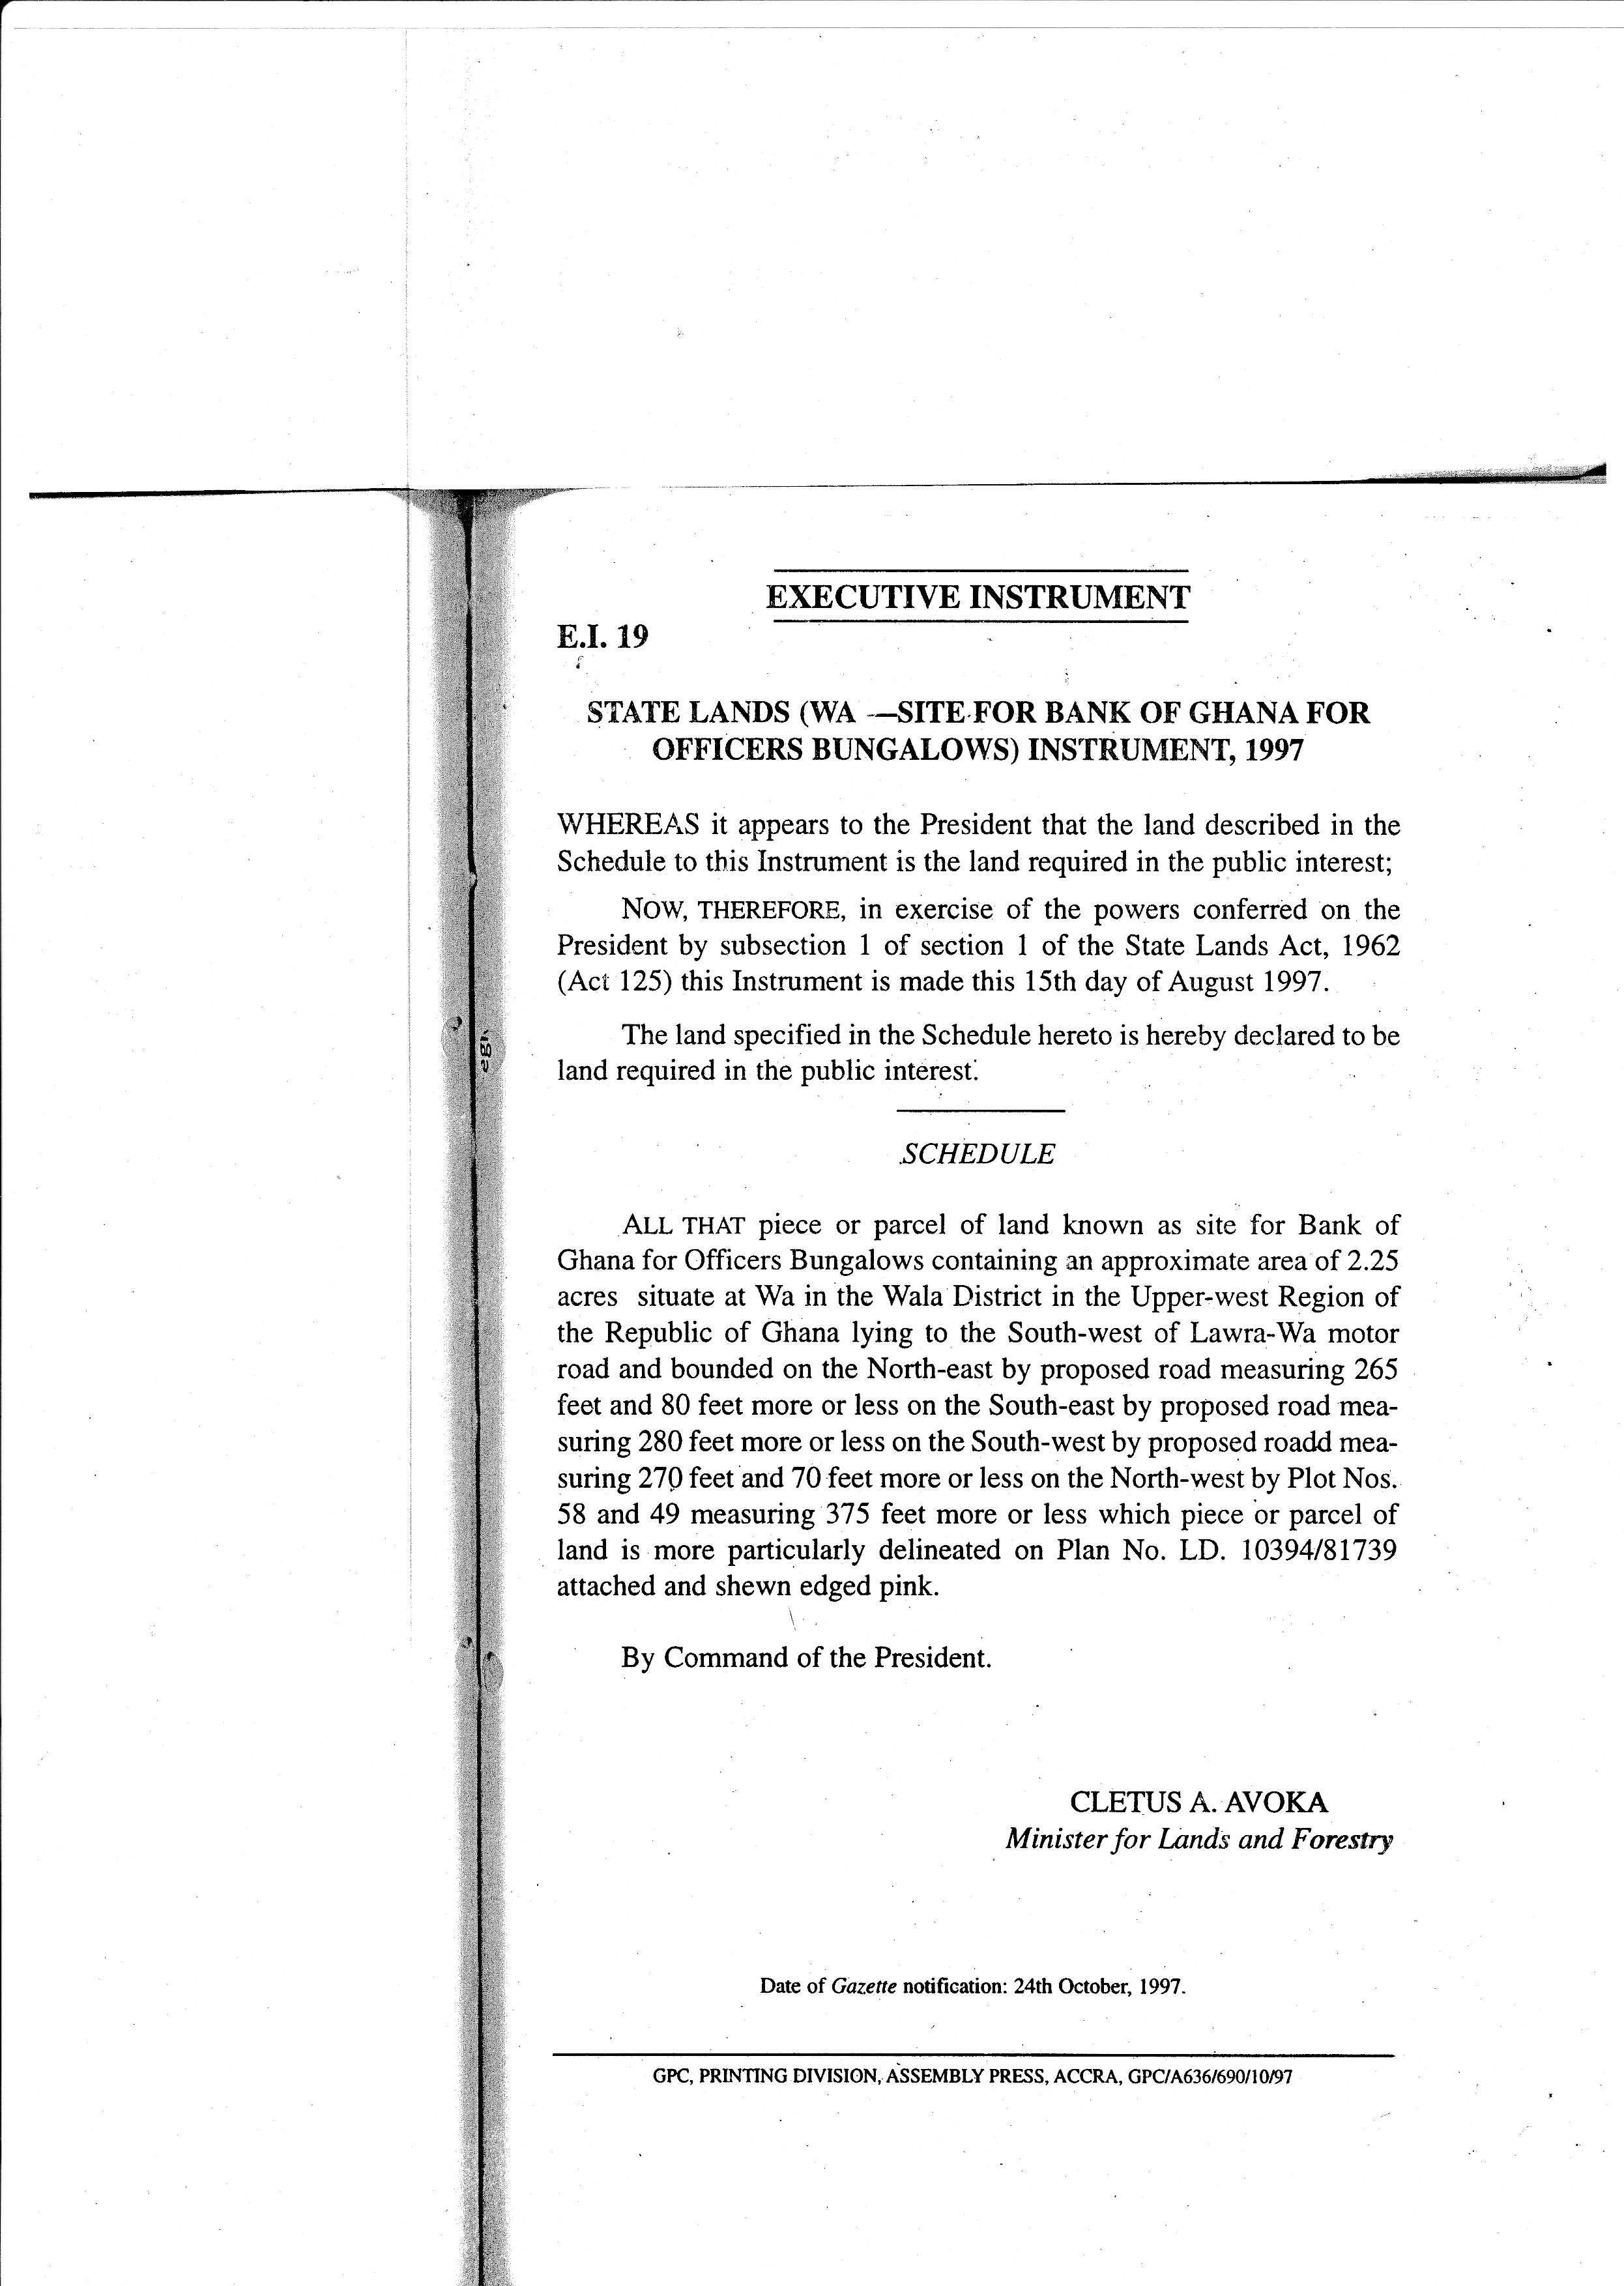 EXECUTIVE INSTRUMENT
E.I. 19
STATE LANDS (WA —SITE FOR BANK OF GHANA FOR
OFFICERS BUNGALOWS) INSTRUMENT, 1997
WHEREAS it appears to the President that the land described in the
Schedule to this Instrument is the land required in the public interest;
NOW, THEREFORE, in exercise of the powers conferred on the
President by subsection 1 of section 1 of the State Lands Act, 1962
(Act 125) this Instrument is made this 15th day of August 1997.
The land specified in the Schedule hereto is hereby declared to be
land required in the public interest.
SCHEDULE
ALL THAT piece or parcel of land known as site for Bank of
Ghana for Officers Bungalows containing an approximate area of 2.25
acres situate at Wa in the Wala District in the Upper-west Region of
the Republic of Ghana lying to the South-west of Lawra-Wa motor
road and bounded on the North-east by proposed road measuring 265
feet and 80 feet more or less on the South-east by proposed road mea-
suring 280 feet more or less on the South-west by proposed roadd mea-
suring 270 feet and 70 feet more or less on the North-west by Plot Nos.
58 and 49 measuring 375 feet more or less which piece or parcel of
land is more particularly delineated on Plan No. LD. 10394/81739
attached and shewn edged pink.
By Command of the President.
CLETUS A. AVOKA
Minister for Lands and Forestry
Date of Gazette notification: 24th October, 1997.
GPC, PRINTING DIVISION, ASSEMBLY PRESS, ACCRA, GPC/A636/690/10/97